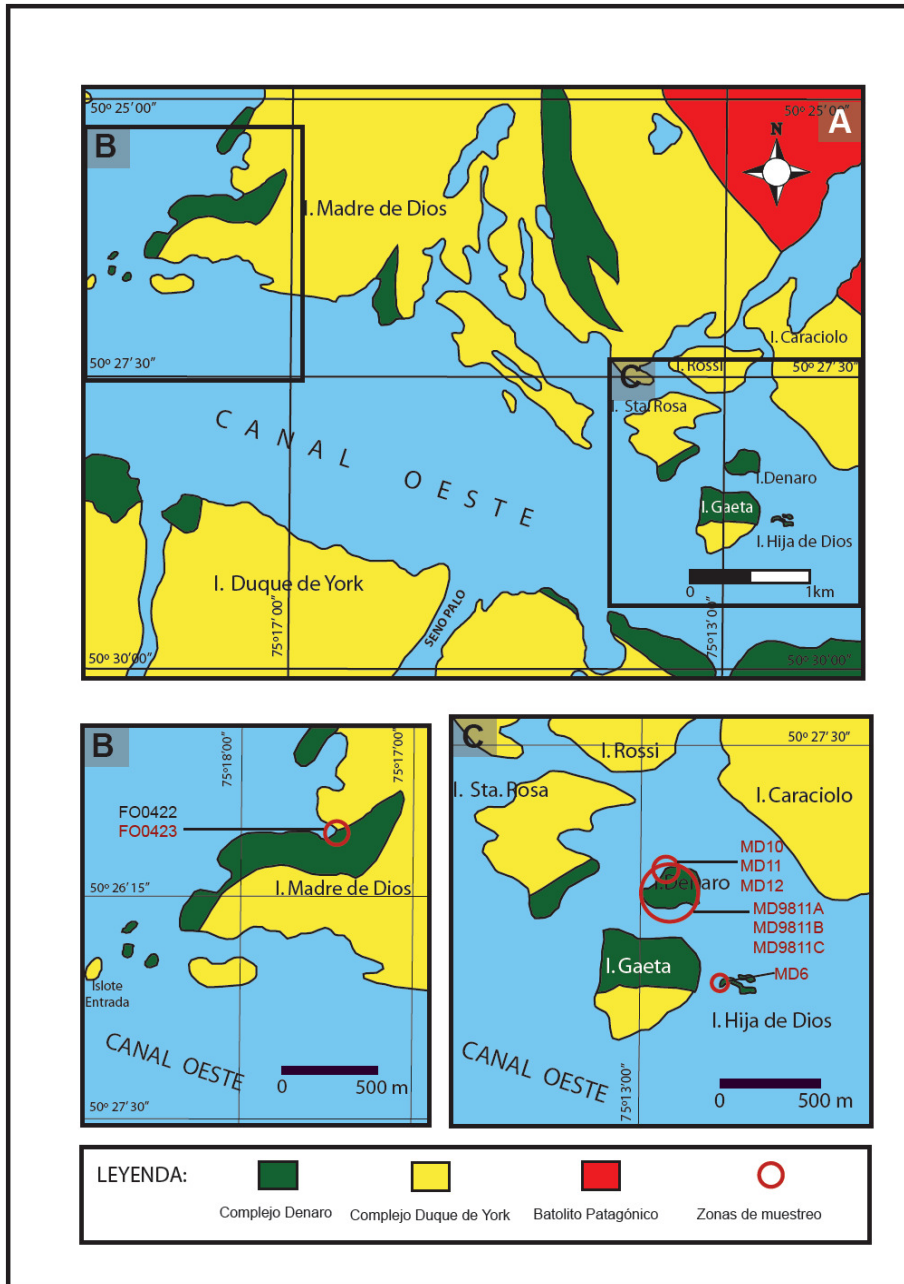 50º 25’ 00”
50º 25’ 00”
A
B
N
I. Madre de Dios
I. Caraciolo
50º 27’ 30”
I. Rossi
50º 27’ 30”
C
I. Sta. Rosa
CANAL OESTE
I.Denaro
I. Gaeta
I. Hija de Dios
I. Duque de York
SENO PALO
0 1km
75º17’ 00”
75º13’ 00”
50º 30’00”
50º 30’00”
B
75º18’ 00”
75º17’ 00”
FO0422
FO0423
50º 26’15”
I. Madre de Dios
Islote
Entrada
CANAL OESTE
0 500 m
50º 27’ 30”
C
50º 27’ 30”
I. Rossi
I. Sta. Rosa
I. Caraciolo
MD10
MD11
MD12
I.Denaro
MD9811A
MD9811B
MD9811C
I. Gaeta
MD6
I. Hija de Dios
CANAL OESTE
75º13’ 00”
0 500 m
LEYENDA:
Complejo Denaro
Complejo Duque de York
Batolito Patagónico
Zonas de muestreo